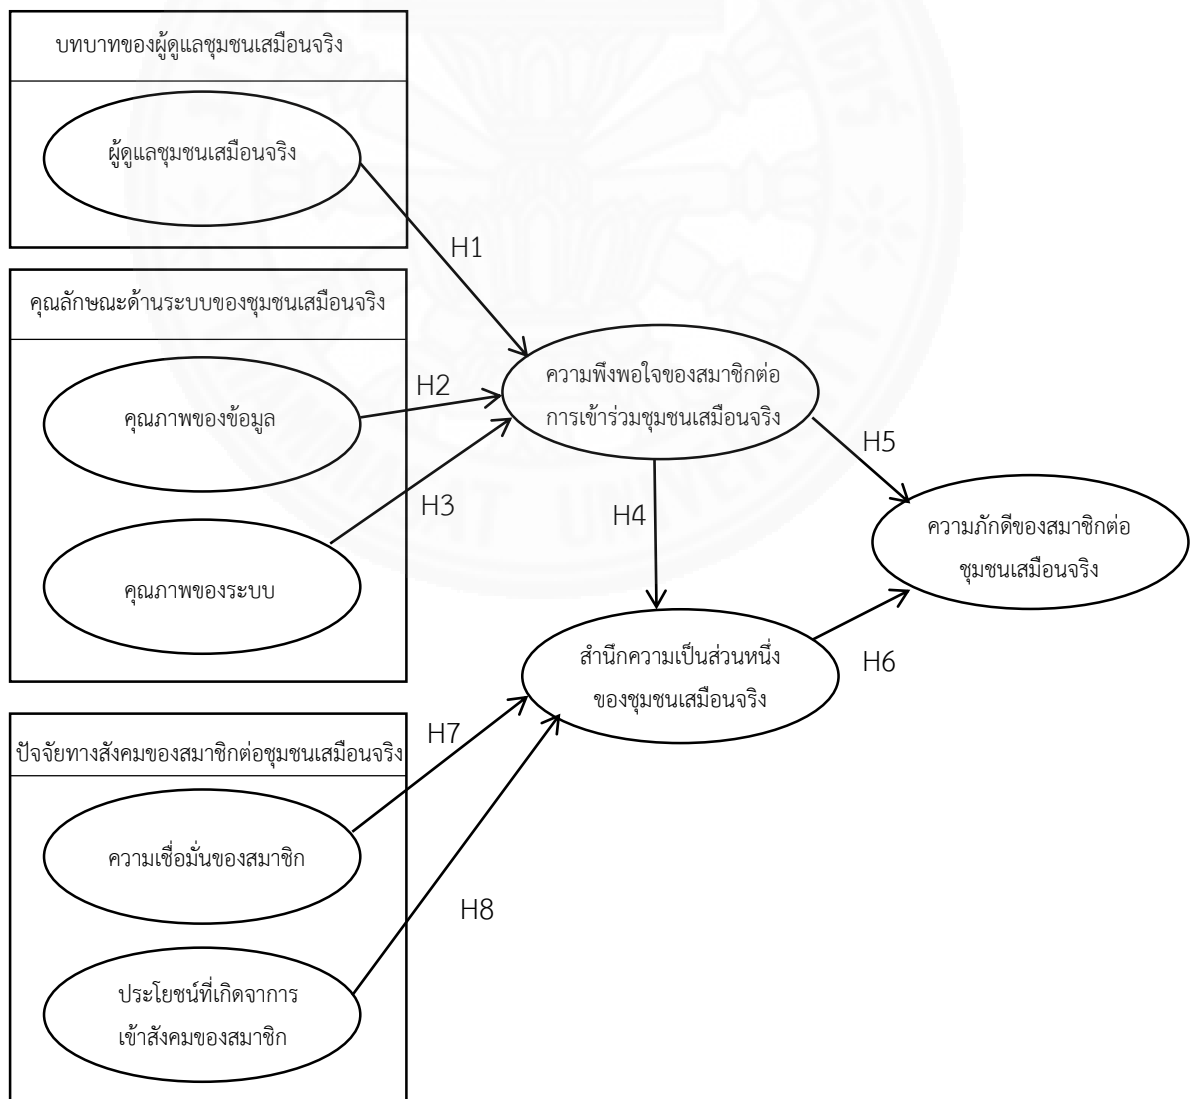 บทบาทของผู้ดูแลชุมชนเสมือนจริง
ผู้ดูแลชุมชนเสมือนจริง
H1
คุณลักษณะด้านระบบของชุมชนเสมือนจริง
คุณภาพของข้อมูล
H2
คุณภาพของระบบ
H3
ความพึงพอใจของสมาชิกต่อ
การเข้าร่วมชุมชนเสมือนจริง
H4
H5
ความภักดีของสมาชิกต่อ
ชุมชนเสมือนจริง
สำนึกความเป็นส่วนหนึ่ง
ของชุมชนเสมือนจริง
H6
ปัจจัยทางสังคมของสมาชิกต่อชุมชนเสมือนจริง
H7
ความเชื่อมั่นของสมาชิก
H8
ประโยชน์ที่เกิดจาการ
เข้าสังคมของสมาชิก